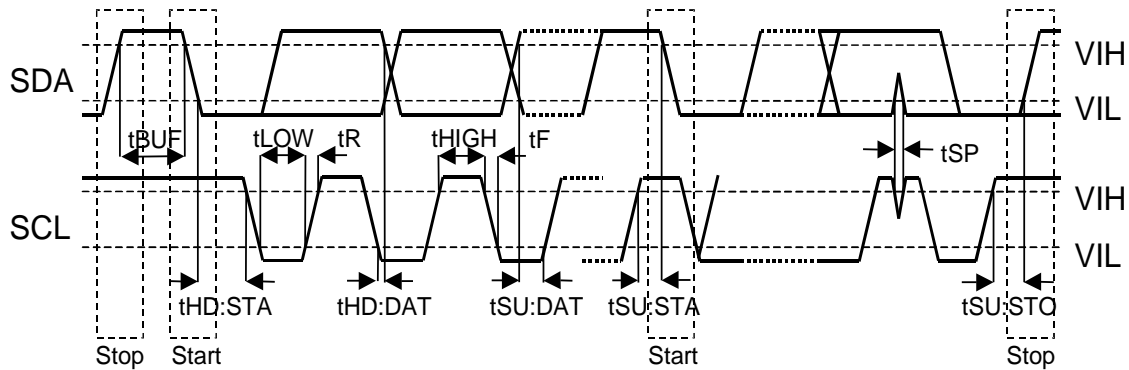 SDA
VIH
VIL
tBUF
tLOW
tR
tHIGH
tF
tSP
SCL
VIH
VIL
tHD:STA
tHD:DAT
tSU:DAT
tSU:STA
tSU:STO
Stop
Start
Start
Stop